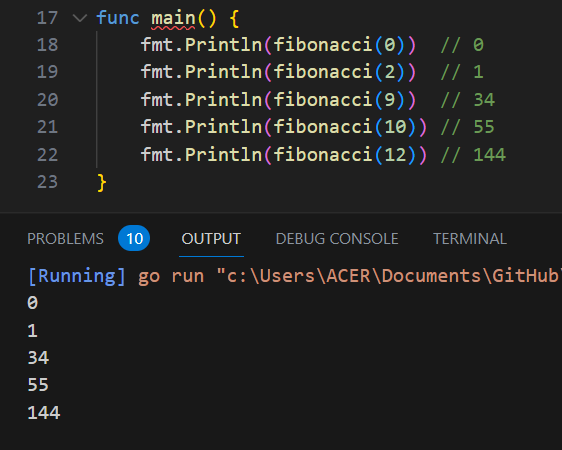 17 func main() {
18 fmt.Println(fibonacci(0)) // 0
19 fmt.Println(fibonacci(2)) // 1
20 fmt.Println(fibonacci(9)) // 34
21 fmt.Println(fibonacci(10)) // 55
22 fmt.Println(fibonacci(12)) // 144
23 }
PROBLEMS 10 OUTPUT DEBUG CONSOLE TERMINAL
[Running] go run "c:\Users\ACER\Documents\GitHub\
0
1
34
55
144